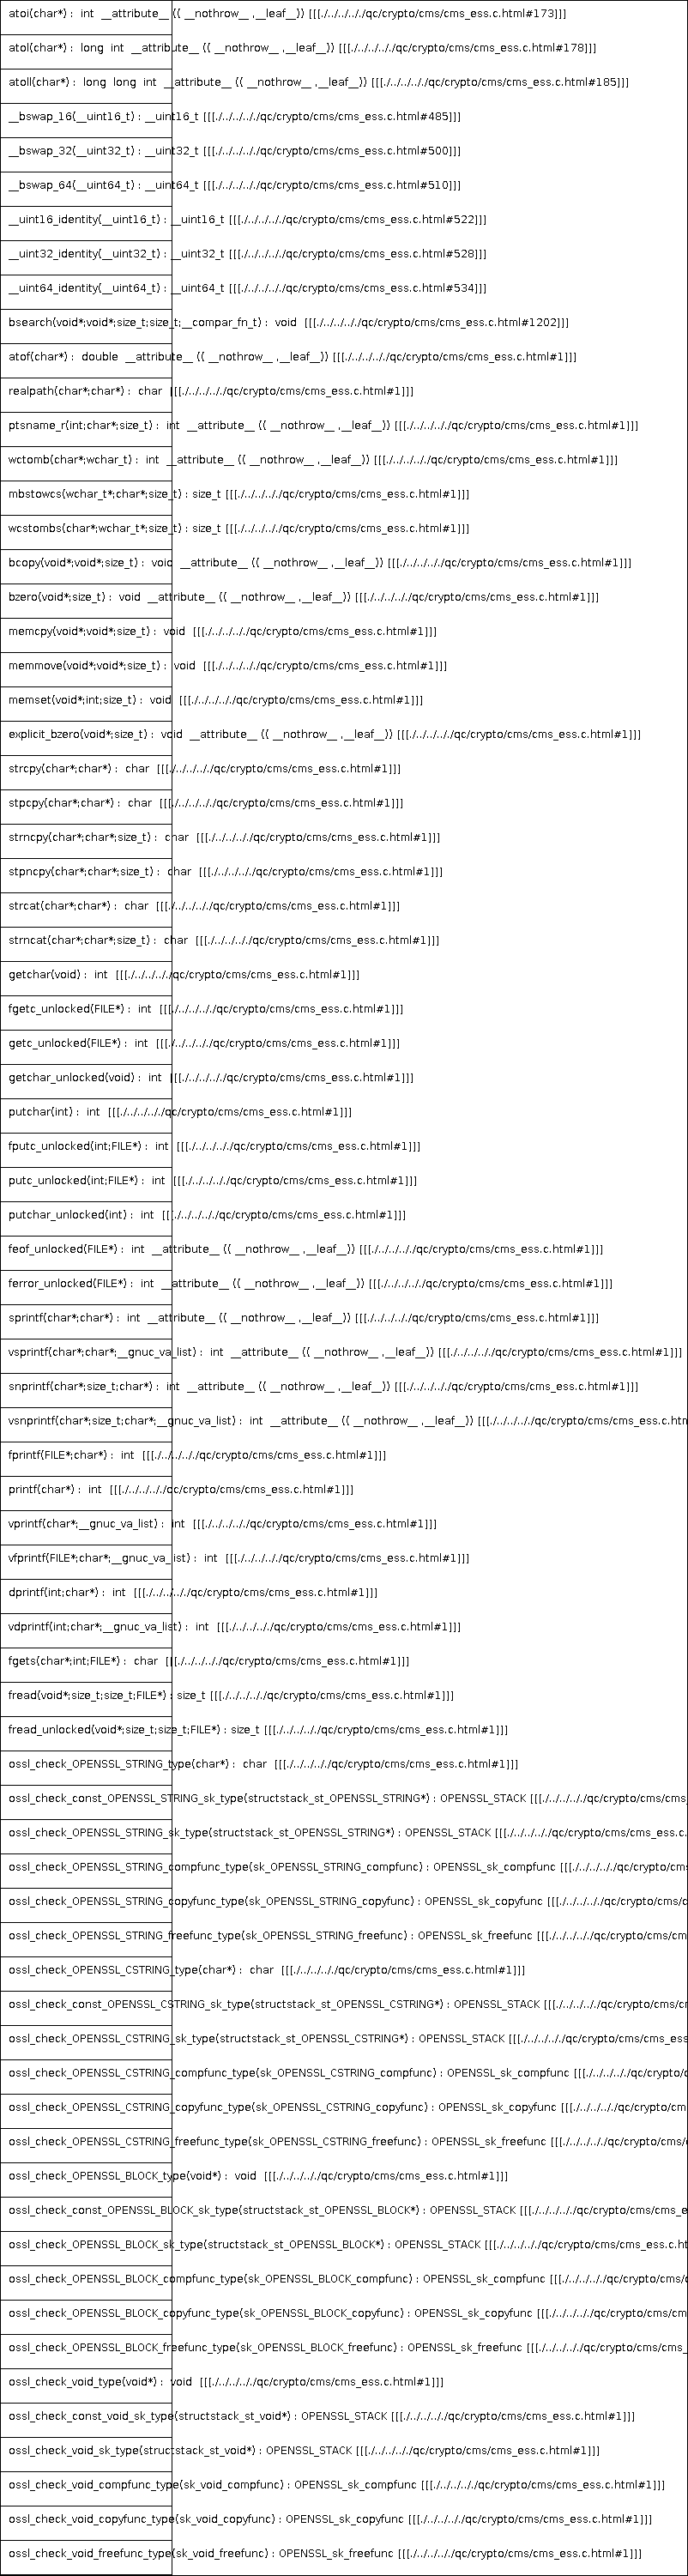 atoi(char*) :  int  __attribute__ (( __nothrow__ ,__leaf__)) [[[./../../../../qc/crypto/cms/cms_ess.c.html#173]]]
atol(char*) :  long  int  __attribute__ (( __nothrow__ ,__leaf__)) [[[./../../../../qc/crypto/cms/cms_ess.c.html#178]]]
atoll(char*) :  long  long  int  __attribute__ (( __nothrow__ ,__leaf__)) [[[./../../../../qc/crypto/cms/cms_ess.c.html#185]]]
__bswap_16(__uint16_t) : __uint16_t [[[./../../../../qc/crypto/cms/cms_ess.c.html#485]]]
__bswap_32(__uint32_t) : __uint32_t [[[./../../../../qc/crypto/cms/cms_ess.c.html#500]]]
__bswap_64(__uint64_t) : __uint64_t [[[./../../../../qc/crypto/cms/cms_ess.c.html#510]]]
__uint16_identity(__uint16_t) : __uint16_t [[[./../../../../qc/crypto/cms/cms_ess.c.html#522]]]
__uint32_identity(__uint32_t) : __uint32_t [[[./../../../../qc/crypto/cms/cms_ess.c.html#528]]]
__uint64_identity(__uint64_t) : __uint64_t [[[./../../../../qc/crypto/cms/cms_ess.c.html#534]]]
bsearch(void*;void*;size_t;size_t;__compar_fn_t) :  void  [[[./../../../../qc/crypto/cms/cms_ess.c.html#1202]]]
atof(char*) :  double  __attribute__ (( __nothrow__ ,__leaf__)) [[[./../../../../qc/crypto/cms/cms_ess.c.html#1]]]
realpath(char*;char*) :  char  [[[./../../../../qc/crypto/cms/cms_ess.c.html#1]]]
ptsname_r(int;char*;size_t) :  int  __attribute__ (( __nothrow__ ,__leaf__)) [[[./../../../../qc/crypto/cms/cms_ess.c.html#1]]]
wctomb(char*;wchar_t) :  int  __attribute__ (( __nothrow__ ,__leaf__)) [[[./../../../../qc/crypto/cms/cms_ess.c.html#1]]]
mbstowcs(wchar_t*;char*;size_t) : size_t [[[./../../../../qc/crypto/cms/cms_ess.c.html#1]]]
wcstombs(char*;wchar_t*;size_t) : size_t [[[./../../../../qc/crypto/cms/cms_ess.c.html#1]]]
bcopy(void*;void*;size_t) :  void  __attribute__ (( __nothrow__ ,__leaf__)) [[[./../../../../qc/crypto/cms/cms_ess.c.html#1]]]
bzero(void*;size_t) :  void  __attribute__ (( __nothrow__ ,__leaf__)) [[[./../../../../qc/crypto/cms/cms_ess.c.html#1]]]
memcpy(void*;void*;size_t) :  void  [[[./../../../../qc/crypto/cms/cms_ess.c.html#1]]]
memmove(void*;void*;size_t) :  void  [[[./../../../../qc/crypto/cms/cms_ess.c.html#1]]]
memset(void*;int;size_t) :  void  [[[./../../../../qc/crypto/cms/cms_ess.c.html#1]]]
explicit_bzero(void*;size_t) :  void  __attribute__ (( __nothrow__ ,__leaf__)) [[[./../../../../qc/crypto/cms/cms_ess.c.html#1]]]
strcpy(char*;char*) :  char  [[[./../../../../qc/crypto/cms/cms_ess.c.html#1]]]
stpcpy(char*;char*) :  char  [[[./../../../../qc/crypto/cms/cms_ess.c.html#1]]]
strncpy(char*;char*;size_t) :  char  [[[./../../../../qc/crypto/cms/cms_ess.c.html#1]]]
stpncpy(char*;char*;size_t) :  char  [[[./../../../../qc/crypto/cms/cms_ess.c.html#1]]]
strcat(char*;char*) :  char  [[[./../../../../qc/crypto/cms/cms_ess.c.html#1]]]
strncat(char*;char*;size_t) :  char  [[[./../../../../qc/crypto/cms/cms_ess.c.html#1]]]
getchar(void) :  int  [[[./../../../../qc/crypto/cms/cms_ess.c.html#1]]]
fgetc_unlocked(FILE*) :  int  [[[./../../../../qc/crypto/cms/cms_ess.c.html#1]]]
getc_unlocked(FILE*) :  int  [[[./../../../../qc/crypto/cms/cms_ess.c.html#1]]]
getchar_unlocked(void) :  int  [[[./../../../../qc/crypto/cms/cms_ess.c.html#1]]]
putchar(int) :  int  [[[./../../../../qc/crypto/cms/cms_ess.c.html#1]]]
fputc_unlocked(int;FILE*) :  int  [[[./../../../../qc/crypto/cms/cms_ess.c.html#1]]]
putc_unlocked(int;FILE*) :  int  [[[./../../../../qc/crypto/cms/cms_ess.c.html#1]]]
putchar_unlocked(int) :  int  [[[./../../../../qc/crypto/cms/cms_ess.c.html#1]]]
feof_unlocked(FILE*) :  int  __attribute__ (( __nothrow__ ,__leaf__)) [[[./../../../../qc/crypto/cms/cms_ess.c.html#1]]]
ferror_unlocked(FILE*) :  int  __attribute__ (( __nothrow__ ,__leaf__)) [[[./../../../../qc/crypto/cms/cms_ess.c.html#1]]]
sprintf(char*;char*) :  int  __attribute__ (( __nothrow__ ,__leaf__)) [[[./../../../../qc/crypto/cms/cms_ess.c.html#1]]]
vsprintf(char*;char*;__gnuc_va_list) :  int  __attribute__ (( __nothrow__ ,__leaf__)) [[[./../../../../qc/crypto/cms/cms_ess.c.html#1]]]
snprintf(char*;size_t;char*) :  int  __attribute__ (( __nothrow__ ,__leaf__)) [[[./../../../../qc/crypto/cms/cms_ess.c.html#1]]]
vsnprintf(char*;size_t;char*;__gnuc_va_list) :  int  __attribute__ (( __nothrow__ ,__leaf__)) [[[./../../../../qc/crypto/cms/cms_ess.c.htm
fprintf(FILE*;char*) :  int  [[[./../../../../qc/crypto/cms/cms_ess.c.html#1]]]
printf(char*) :  int  [[[./../../../../qc/crypto/cms/cms_ess.c.html#1]]]
vprintf(char*;__gnuc_va_list) :  int  [[[./../../../../qc/crypto/cms/cms_ess.c.html#1]]]
vfprintf(FILE*;char*;__gnuc_va_list) :  int  [[[./../../../../qc/crypto/cms/cms_ess.c.html#1]]]
dprintf(int;char*) :  int  [[[./../../../../qc/crypto/cms/cms_ess.c.html#1]]]
vdprintf(int;char*;__gnuc_va_list) :  int  [[[./../../../../qc/crypto/cms/cms_ess.c.html#1]]]
fgets(char*;int;FILE*) :  char  [[[./../../../../qc/crypto/cms/cms_ess.c.html#1]]]
fread(void*;size_t;size_t;FILE*) : size_t [[[./../../../../qc/crypto/cms/cms_ess.c.html#1]]]
fread_unlocked(void*;size_t;size_t;FILE*) : size_t [[[./../../../../qc/crypto/cms/cms_ess.c.html#1]]]
ossl_check_OPENSSL_STRING_type(char*) :  char  [[[./../../../../qc/crypto/cms/cms_ess.c.html#1]]]
ossl_check_const_OPENSSL_STRING_sk_type(structstack_st_OPENSSL_STRING*) : OPENSSL_STACK [[[./../../../../qc/crypto/cms/cms_
ossl_check_OPENSSL_STRING_sk_type(structstack_st_OPENSSL_STRING*) : OPENSSL_STACK [[[./../../../../qc/crypto/cms/cms_ess.c.
ossl_check_OPENSSL_STRING_compfunc_type(sk_OPENSSL_STRING_compfunc) : OPENSSL_sk_compfunc [[[./../../../../qc/crypto/cms
ossl_check_OPENSSL_STRING_copyfunc_type(sk_OPENSSL_STRING_copyfunc) : OPENSSL_sk_copyfunc [[[./../../../../qc/crypto/cms/c
ossl_check_OPENSSL_STRING_freefunc_type(sk_OPENSSL_STRING_freefunc) : OPENSSL_sk_freefunc [[[./../../../../qc/crypto/cms/cm
ossl_check_OPENSSL_CSTRING_type(char*) :  char  [[[./../../../../qc/crypto/cms/cms_ess.c.html#1]]]
ossl_check_const_OPENSSL_CSTRING_sk_type(structstack_st_OPENSSL_CSTRING*) : OPENSSL_STACK [[[./../../../../qc/crypto/cms/c
ossl_check_OPENSSL_CSTRING_sk_type(structstack_st_OPENSSL_CSTRING*) : OPENSSL_STACK [[[./../../../../qc/crypto/cms/cms_ess
ossl_check_OPENSSL_CSTRING_compfunc_type(sk_OPENSSL_CSTRING_compfunc) : OPENSSL_sk_compfunc [[[./../../../../qc/crypto/c
ossl_check_OPENSSL_CSTRING_copyfunc_type(sk_OPENSSL_CSTRING_copyfunc) : OPENSSL_sk_copyfunc [[[./../../../../qc/crypto/cm
ossl_check_OPENSSL_CSTRING_freefunc_type(sk_OPENSSL_CSTRING_freefunc) : OPENSSL_sk_freefunc [[[./../../../../qc/crypto/cms/
ossl_check_OPENSSL_BLOCK_type(void*) :  void  [[[./../../../../qc/crypto/cms/cms_ess.c.html#1]]]
ossl_check_const_OPENSSL_BLOCK_sk_type(structstack_st_OPENSSL_BLOCK*) : OPENSSL_STACK [[[./../../../../qc/crypto/cms/cms_e
ossl_check_OPENSSL_BLOCK_sk_type(structstack_st_OPENSSL_BLOCK*) : OPENSSL_STACK [[[./../../../../qc/crypto/cms/cms_ess.c.ht
ossl_check_OPENSSL_BLOCK_compfunc_type(sk_OPENSSL_BLOCK_compfunc) : OPENSSL_sk_compfunc [[[./../../../../qc/crypto/cms/c
ossl_check_OPENSSL_BLOCK_copyfunc_type(sk_OPENSSL_BLOCK_copyfunc) : OPENSSL_sk_copyfunc [[[./../../../../qc/crypto/cms/cm
ossl_check_OPENSSL_BLOCK_freefunc_type(sk_OPENSSL_BLOCK_freefunc) : OPENSSL_sk_freefunc [[[./../../../../qc/crypto/cms/cms_
ossl_check_void_type(void*) :  void  [[[./../../../../qc/crypto/cms/cms_ess.c.html#1]]]
ossl_check_const_void_sk_type(structstack_st_void*) : OPENSSL_STACK [[[./../../../../qc/crypto/cms/cms_ess.c.html#1]]]
ossl_check_void_sk_type(structstack_st_void*) : OPENSSL_STACK [[[./../../../../qc/crypto/cms/cms_ess.c.html#1]]]
ossl_check_void_compfunc_type(sk_void_compfunc) : OPENSSL_sk_compfunc [[[./../../../../qc/crypto/cms/cms_ess.c.html#1]]]
ossl_check_void_copyfunc_type(sk_void_copyfunc) : OPENSSL_sk_copyfunc [[[./../../../../qc/crypto/cms/cms_ess.c.html#1]]]
ossl_check_void_freefunc_type(sk_void_freefunc) : OPENSSL_sk_freefunc [[[./../../../../qc/crypto/cms/cms_ess.c.html#1]]]